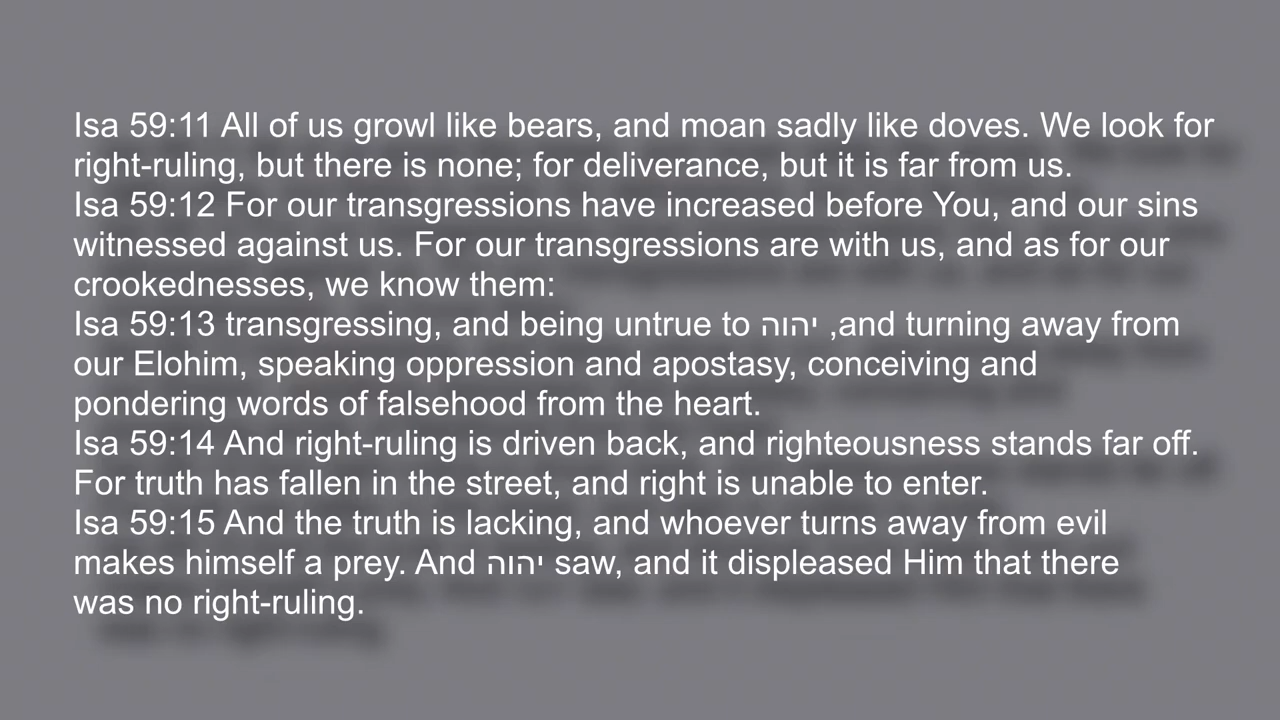 Isa 59:11 All of us growl like bears, and moan sadly like doves. We look for
right-ruling, but there is none; for deliverance, but it is far from us.
Isa 59:12 For our transgressions have increased before You, and our sins
witnessed against us. For our transgressions are with us, and as for our
crookednesses, we know them:
Isa 59:13 transgressing, and being untrue to יהוה ,and turning away from
our Elohim, speaking oppression and apostasy, conceiving and
pondering words of falsehood from the heart.
Isa 59:14 And right-ruling is driven back, and righteousness stands far off.
For truth has fallen in the street, and right is unable to enter.
Isa 59:15 And the truth is lacking, and whoever turns away from evil
makes himself a prey. And יהוה saw, and it displeased Him that there
was no right-ruling.